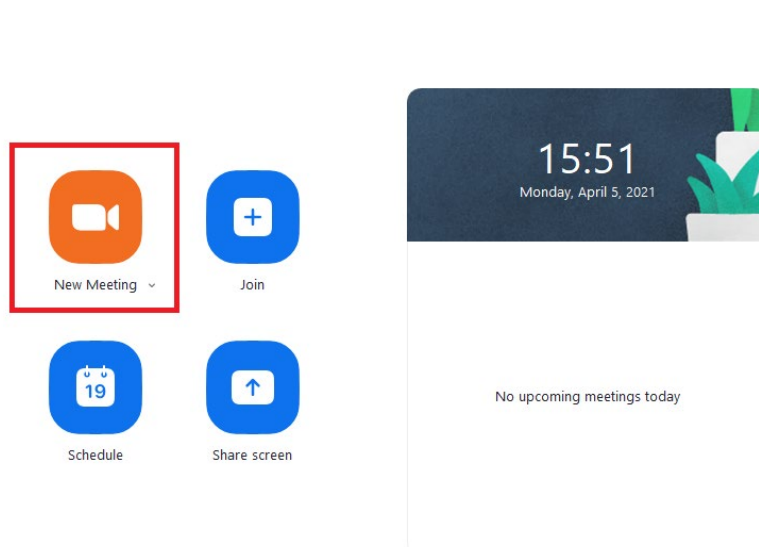 New Meeting
Join
19
Schedule
Share screen
15:51
Monday, April 5, 2021
No upcoming meetings today